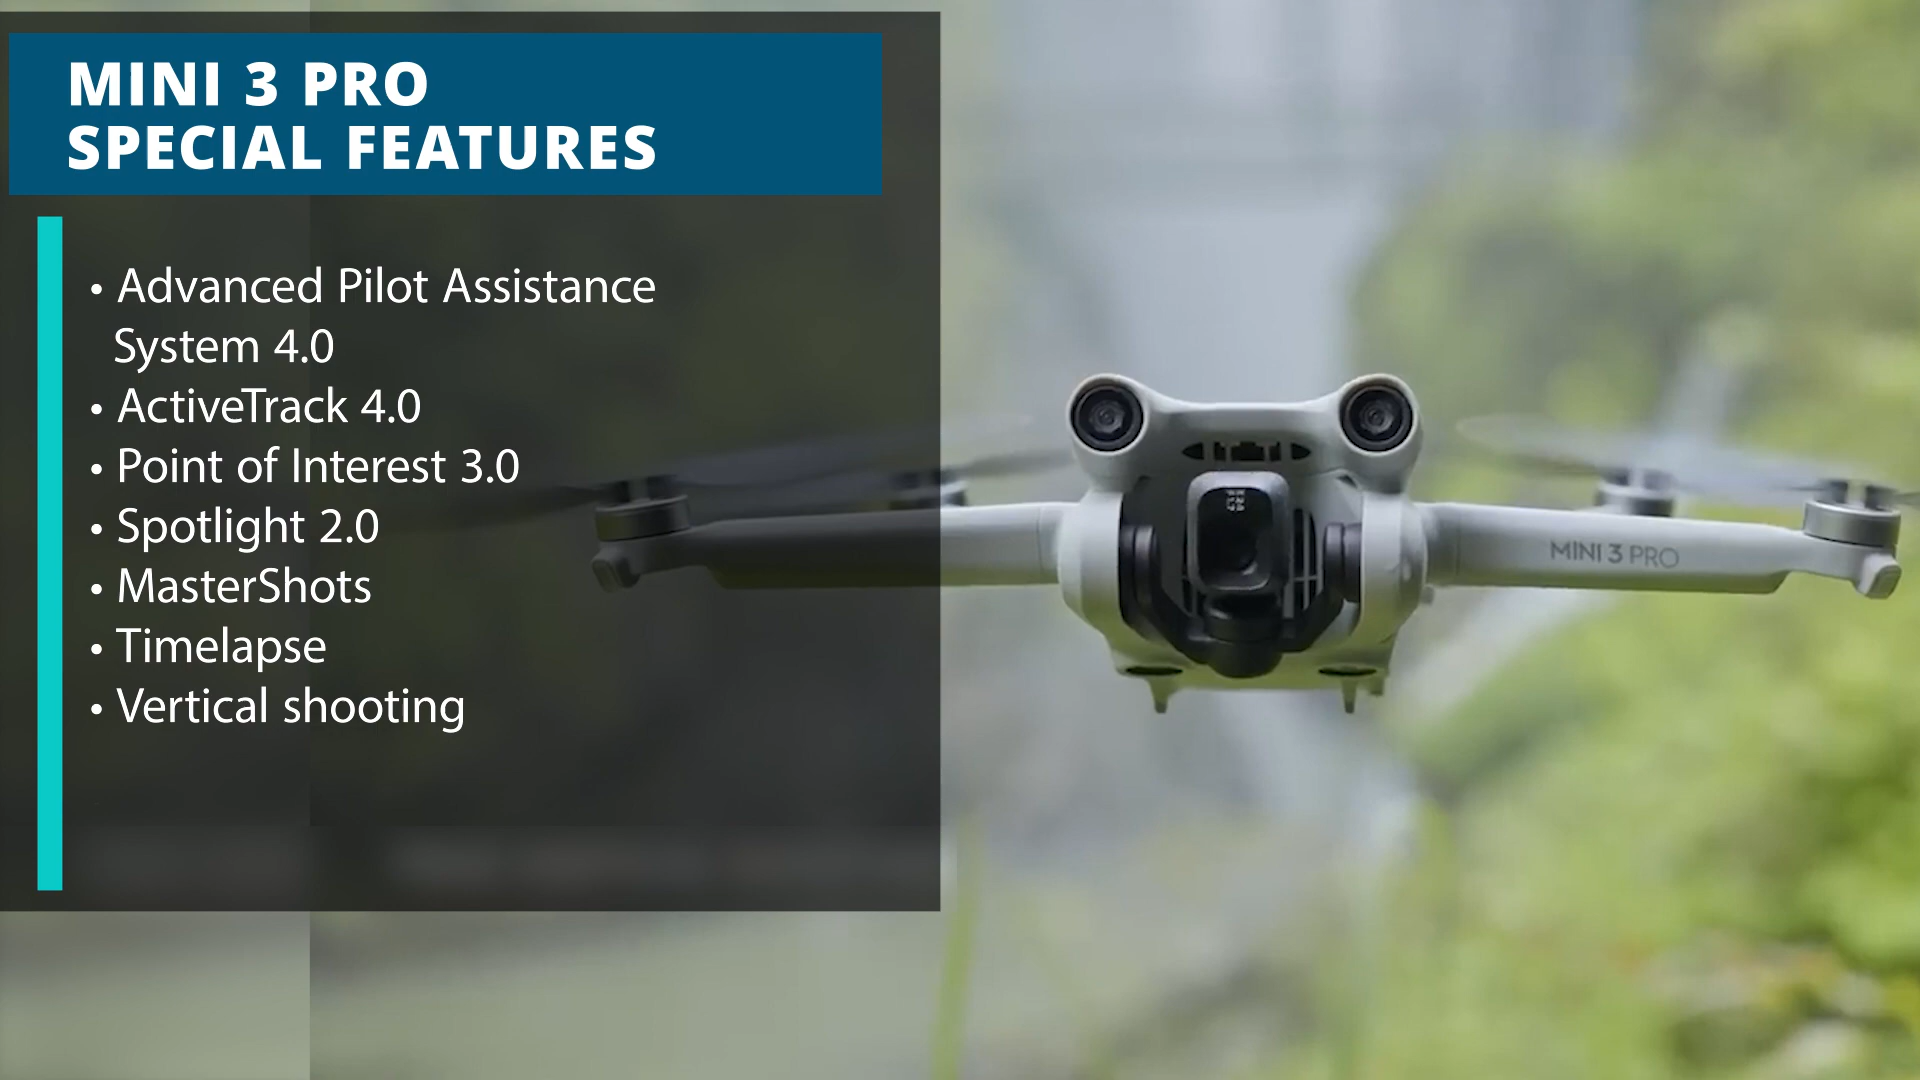 MINI 3 PRO
SPECIAL FEATURES
• Advanced Pilot Assistance
System 4.0
• ActiveTrack 4.0
• Point of Interest 3.0
• Spotlight 2.0
• MasterShots
• Timelapse
• Vertical shooting
MINI 3 PRO